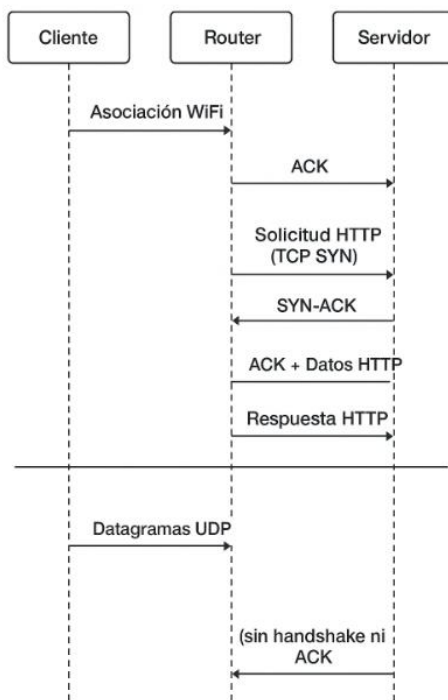 Cliente
Router
Servidor
Asociación WiFi
ACK
Solicitud HTTP
(TCP SYN)
SYN-ACK
ACK + Datos HTTP
Respuesta HTTP
Datagramas UDP
(sin handshake ni
ACK